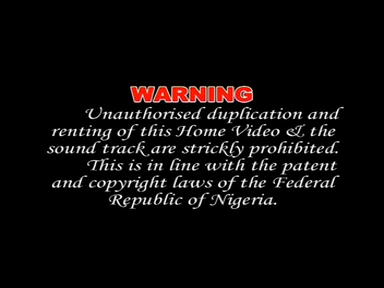 WARNING
Unauthorised duplication and
renting of this Home Video & the
sound track are strickly prohibited.
This is in line with the patent
and copyright laws of the Federal
Republic of Nigeria.